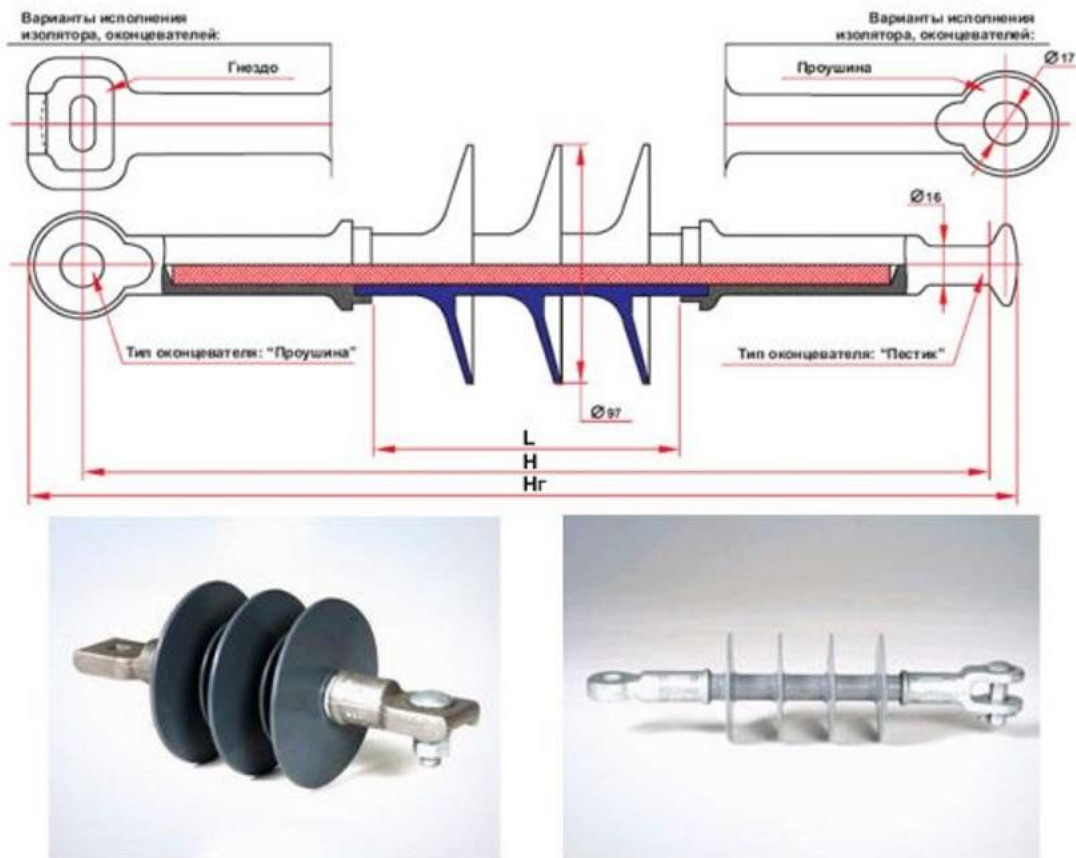 Варианты исполнения
изолятора, оконцевателей:
Гнездо
Варианты исполнения
изолятора, оконцевателей:
Проушина
Ø17
Ø16
Тип оконцевателя: "Проушина"
Тип оконцевателя: "Пестик"
Ø97
L
H
Hг